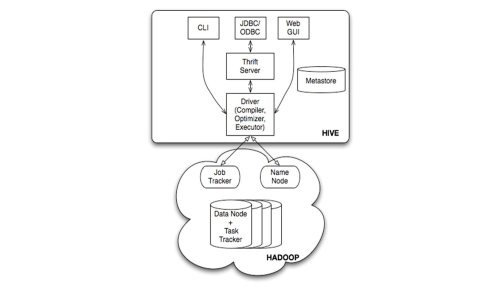 CLI
JDBC/
ODBC
Web
GUI
Thrift
Server
Metastore
Driver
(Compiler,
Optimizer,
Executor)
HIVE
Job
Tracker
Name
Node
Data Node
+
Task
Tracker
HADOOP